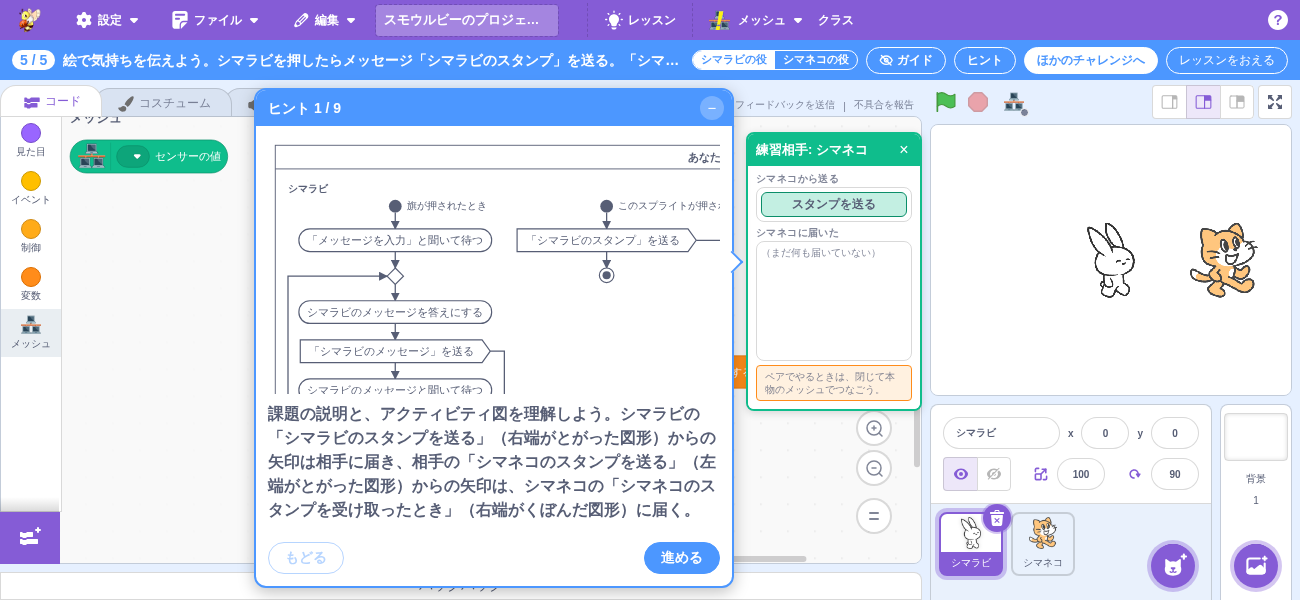 設定
ファイル
編集
スモウルビーのプロジェ...
レッスン
メッシュ
クラス
?
5 / 5
絵で気持ちを伝えよう。シマラビを押したらメッセージ「シマラビのスタンプ」を送る。「シマ...
シマラビの役
シマネコの役
ガイド
ヒント
ほかのチャレンジへ
レッスンをおえる
コード
コスチューム
フィードバックを送信 | 不具合を報告
メッシュ
センサーの値
見た目
イベント
制御
変数
メッシュ
ヒント 1 / 9
あなた
シマラビ
旗が押されたとき
このスプライトが押さ
「メッセージを入力」と聞いて待つ
「シマラビのスタンプ」を送る
シマラビのメッセージを答えにする
「シマラビのメッセージ」を送る
シマラビのメッセージと聞いて待つ
課題の説明と、アクティビティ図を理解しよう。シマラビの
「シマラビのスタンプを送る」（右端がとがった図形）からの
矢印は相手に届き、相手の「シマネコのスタンプを送る」（左
端がとがった図形）からの矢印は、シマネコの「シマネコのス
タンプを受け取ったとき」（右端がくぼんだ図形）に届く。
もどる
進める
練習相手: シマネコ
シマネコから送る
スタンプを送る
シマネコに届いた
（まだ何も届いていない）
ペアでやるときは、閉じて本
物のメッシュでつなごう。
シマラビ
x
0
y
0
100
90
シマラビ
シマネコ
背景
1